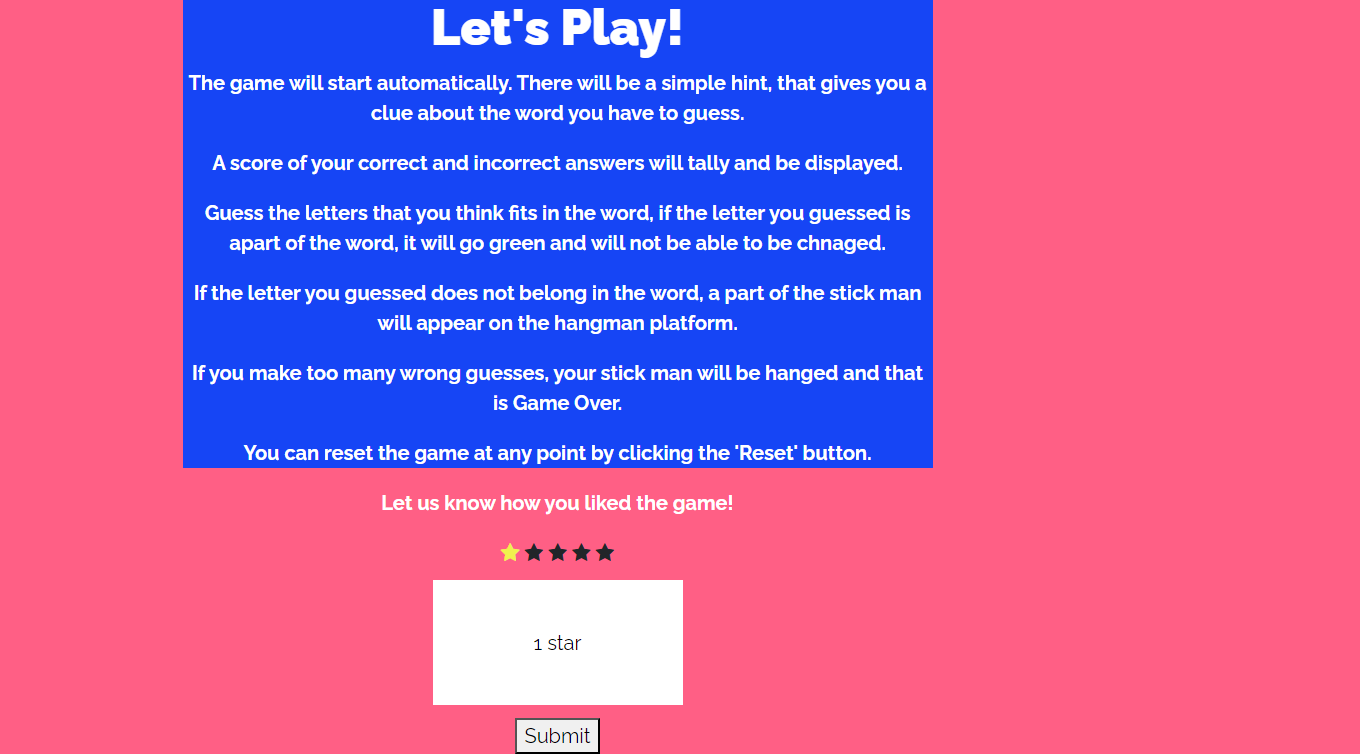 Let's Play!
The game will start automatically. There will be a simple hint, that gives you a
clue about the word you have to guess.
A score of your correct and incorrect answers will tally and be displayed.
Guess the letters that you think fits in the word, if the letter you guessed is
apart of the word, it will go green and will not be able to be chnaged.
If the letter you guessed does not belong in the word, a part of the stick man
will appear on the hangman platform.
If you make too many wrong guesses, your stick man will be hanged and that
is Game Over.
You can reset the game at any point by clicking the 'Reset' button.
Let us know how you liked the game!
1 star
Submit